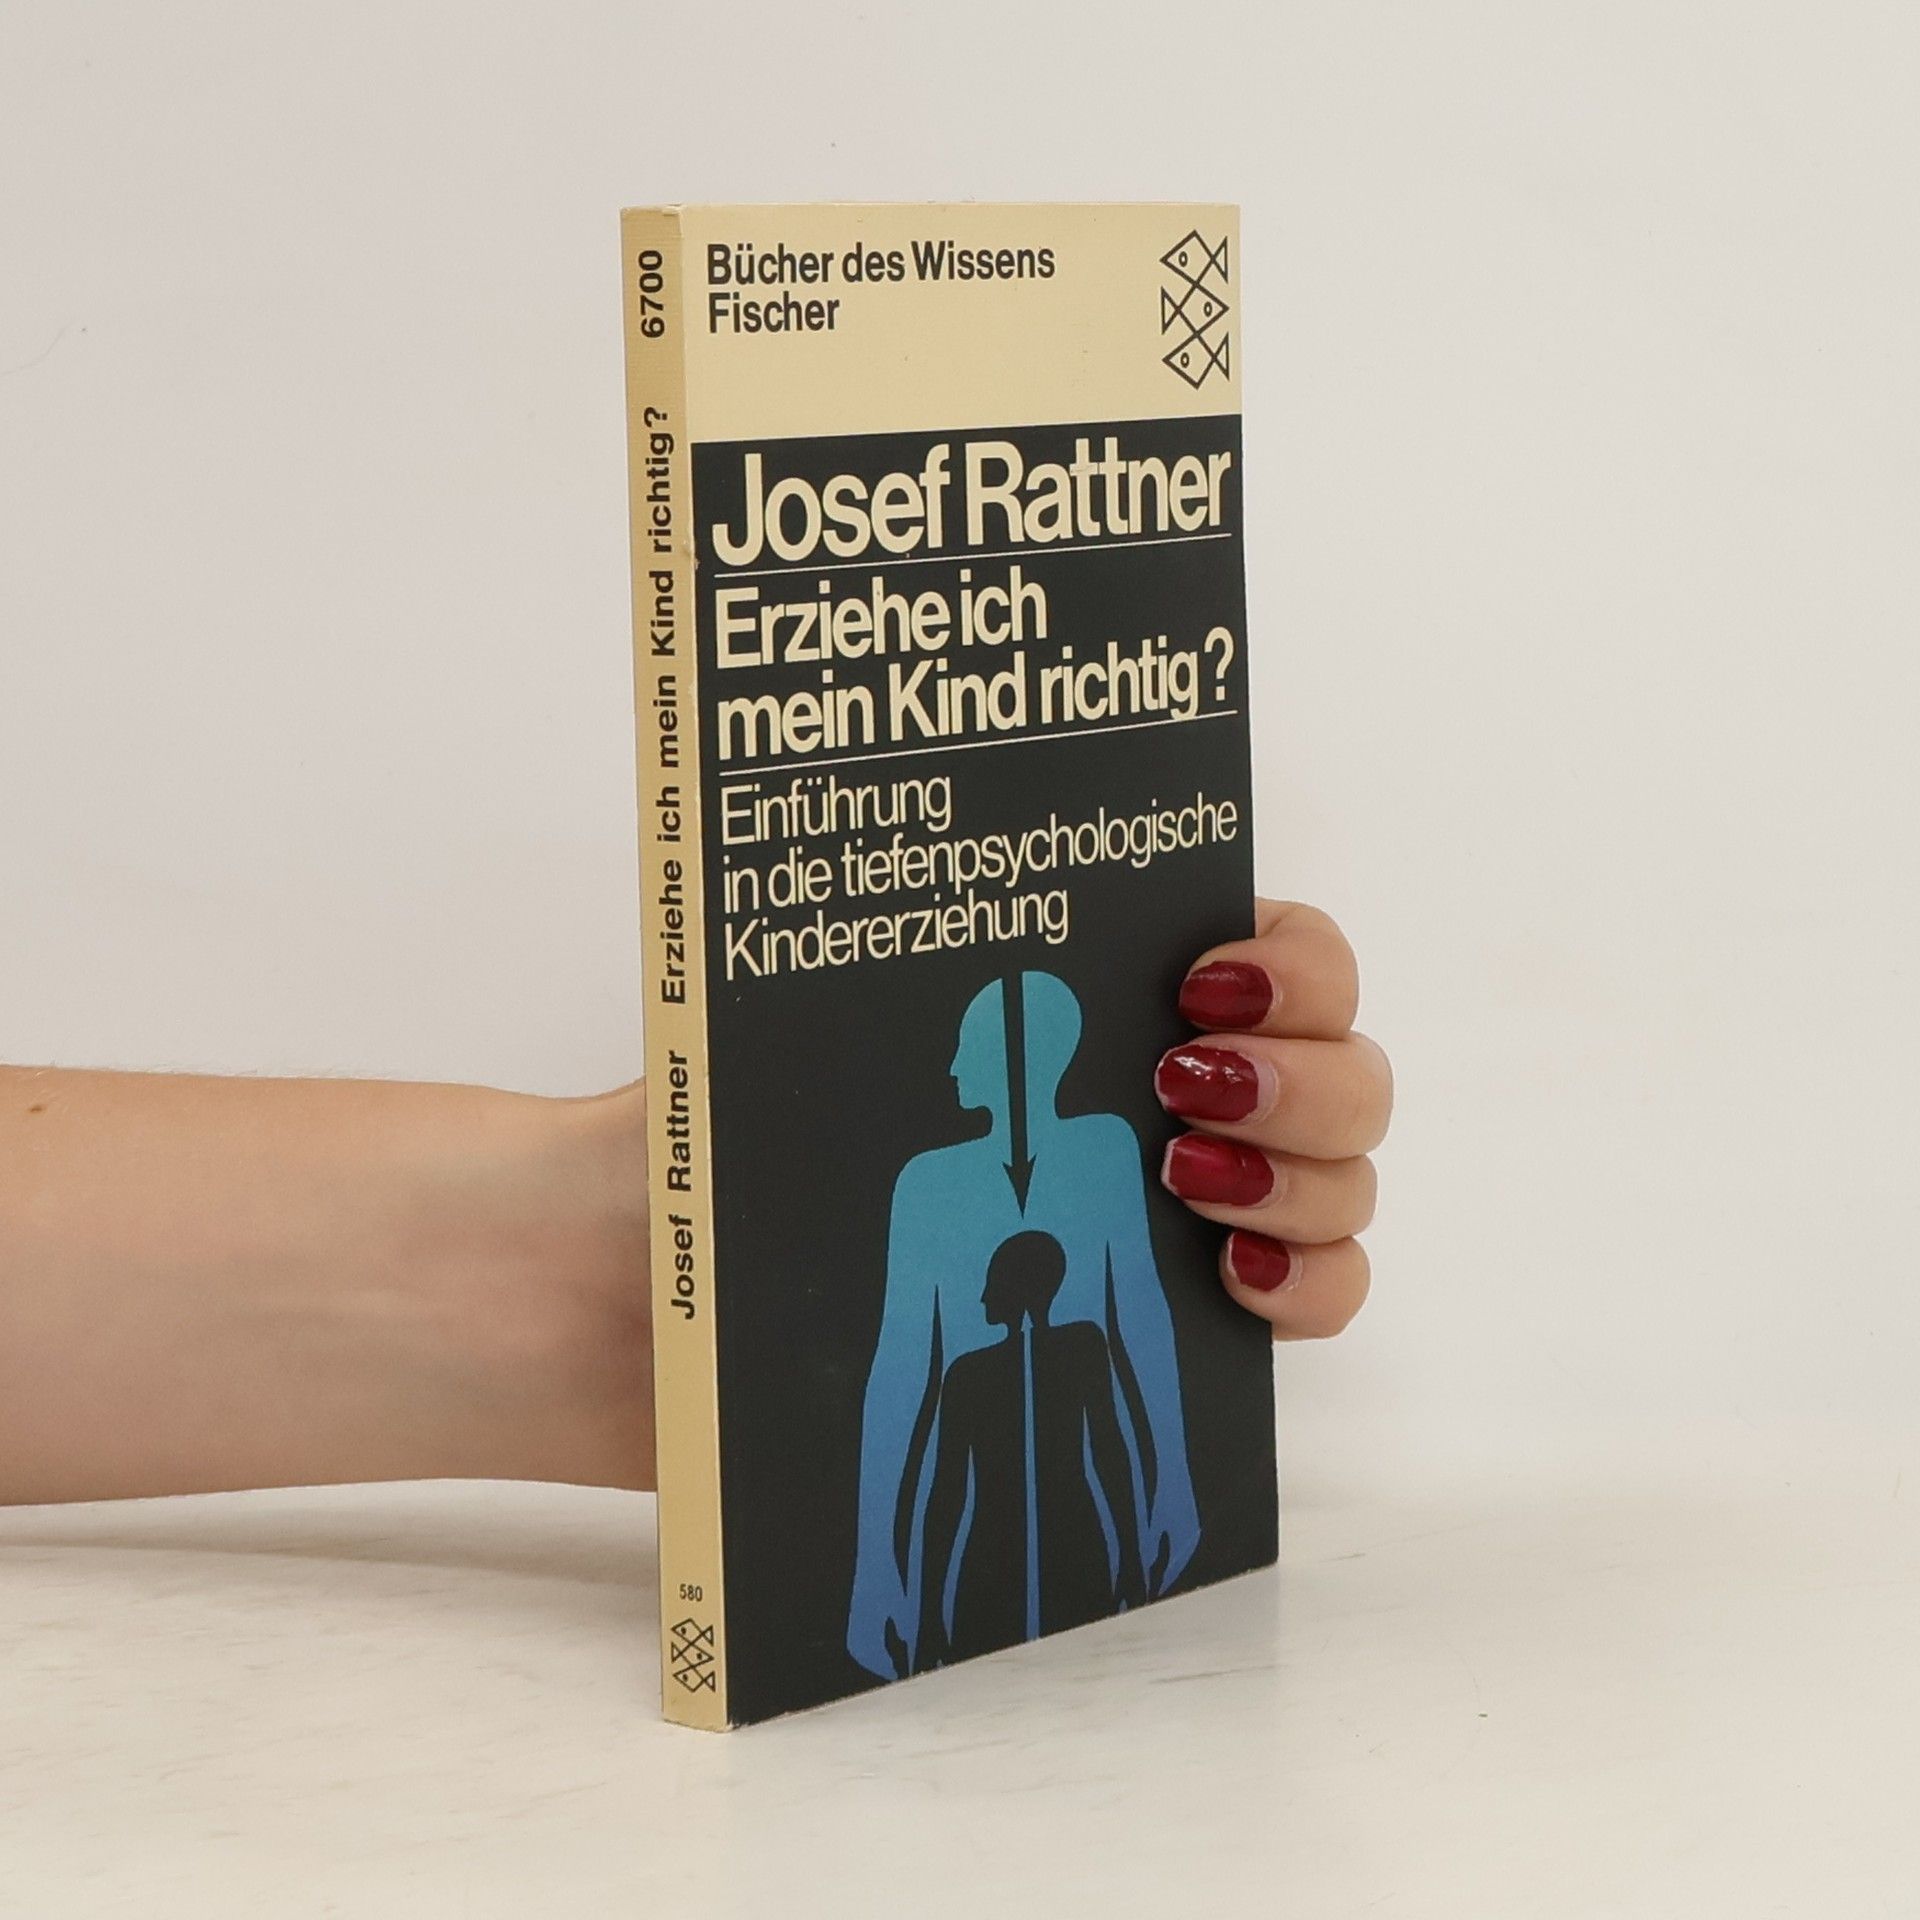 Bücher des Wissens
Fischer
Josef Rattner
Erziehe ich
mein Kind richtig?
Einführung
in die tiefenpsychologische
Kindererziehung
Josef Rattner Erziehe ich mein Kind richtig? 6700
580